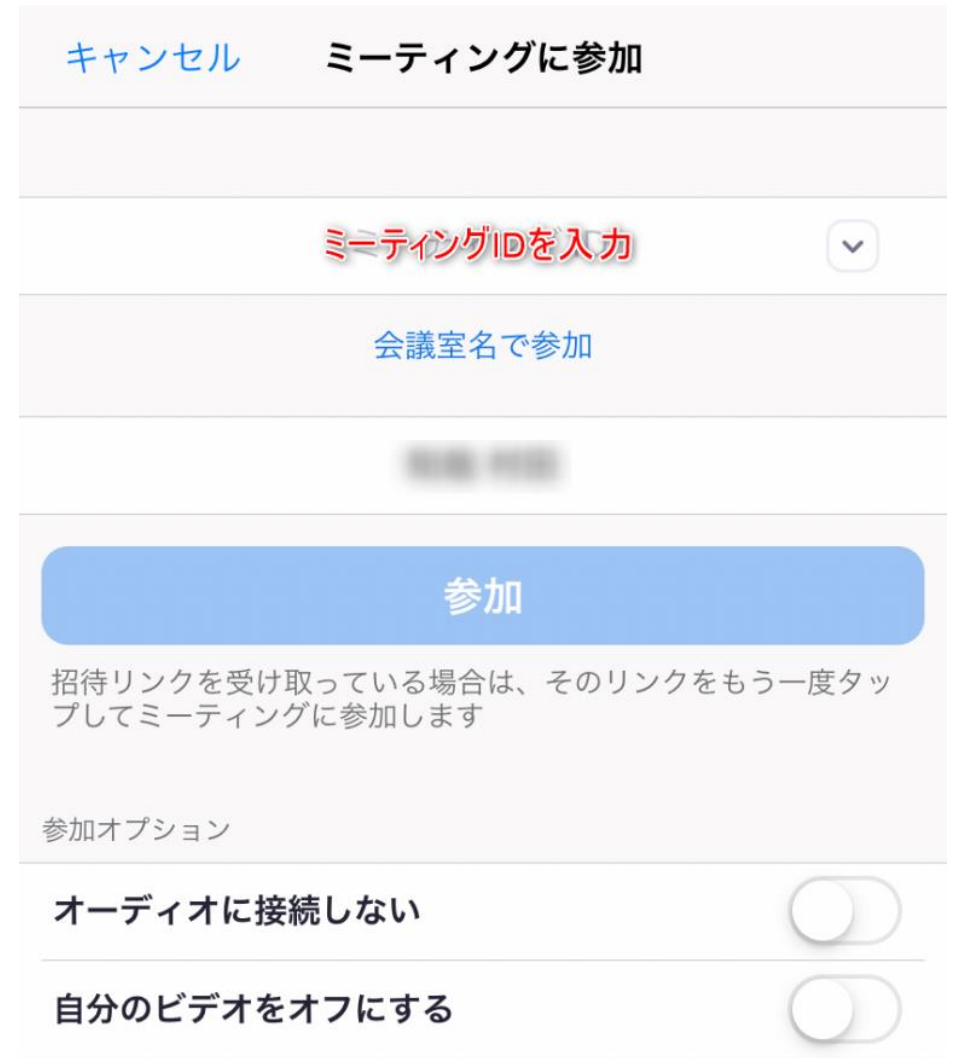 キャンセル ミーティングに参加
ミーティングIDを入力
会議室名で参加
参加
招待リンクを受け取っている場合は、そのリンクをもう一度タッ
プしてミーティングに参加します
参加オプション
オーディオに接続しない
自分のビデオをオフにする